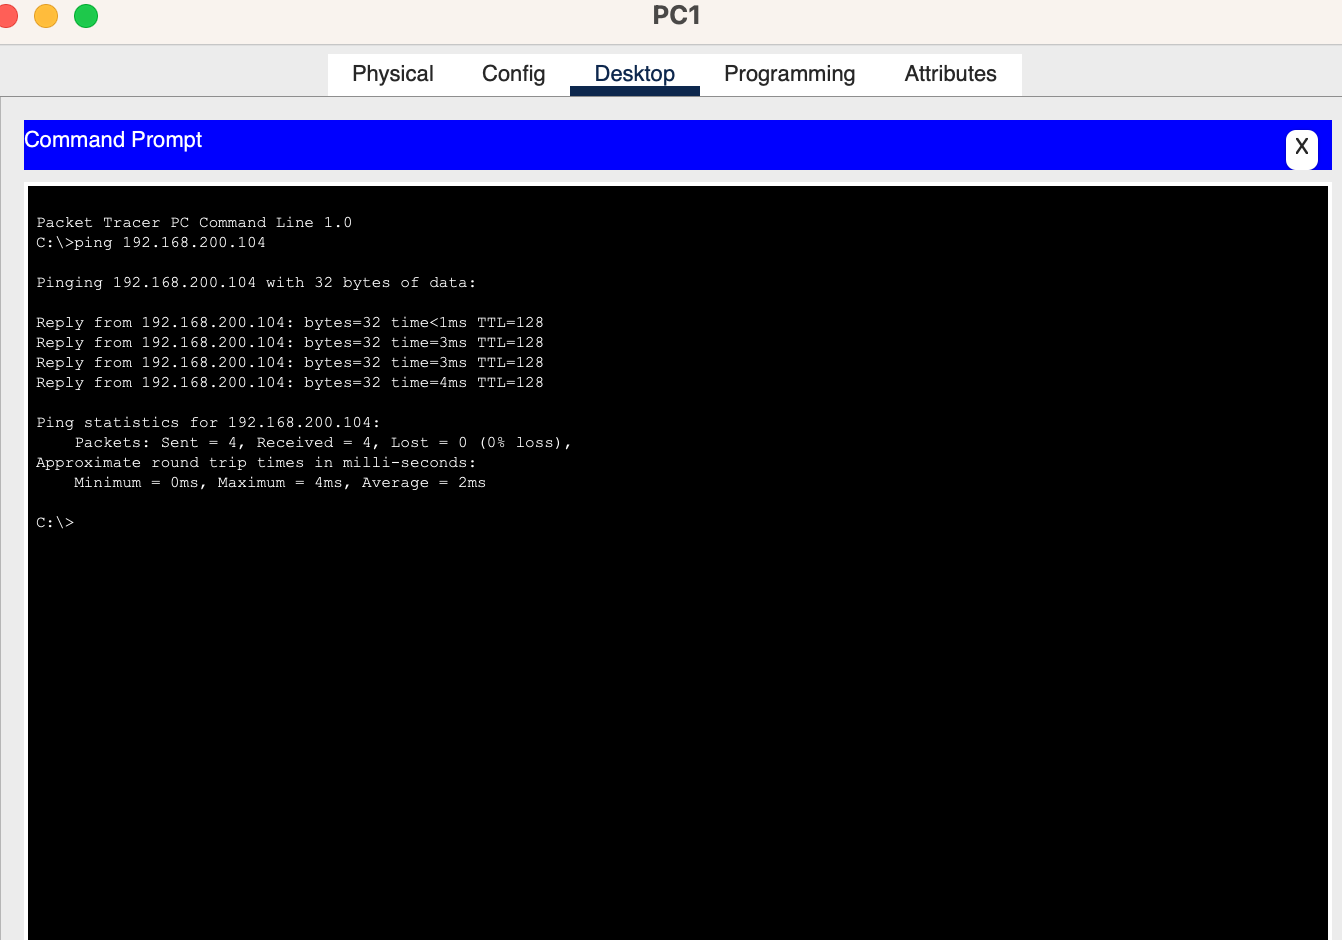 PC1
Physical Config Desktop Programming Attributes
Command Prompt
X
Packet Tracer PC Command Line 1.0
C:\>ping 192.168.200.104
Pinging 192.168.200.104 with 32 bytes of data:
Reply from 192.168.200.104: bytes=32 time<1ms TTL=128
Reply from 192.168.200.104: bytes=32 time=3ms TTL=128
Reply from 192.168.200.104: bytes=32 time=3ms TTL=128
Reply from 192.168.200.104: bytes=32 time=4ms TTL=128
Ping statistics for 192.168.200.104:
Packets: Sent = 4, Received = 4, Lost = 0 (0% loss),
Approximate round trip times in milli-seconds:
Minimum = 0ms, Maximum = 4ms, Average = 2ms
C:\>